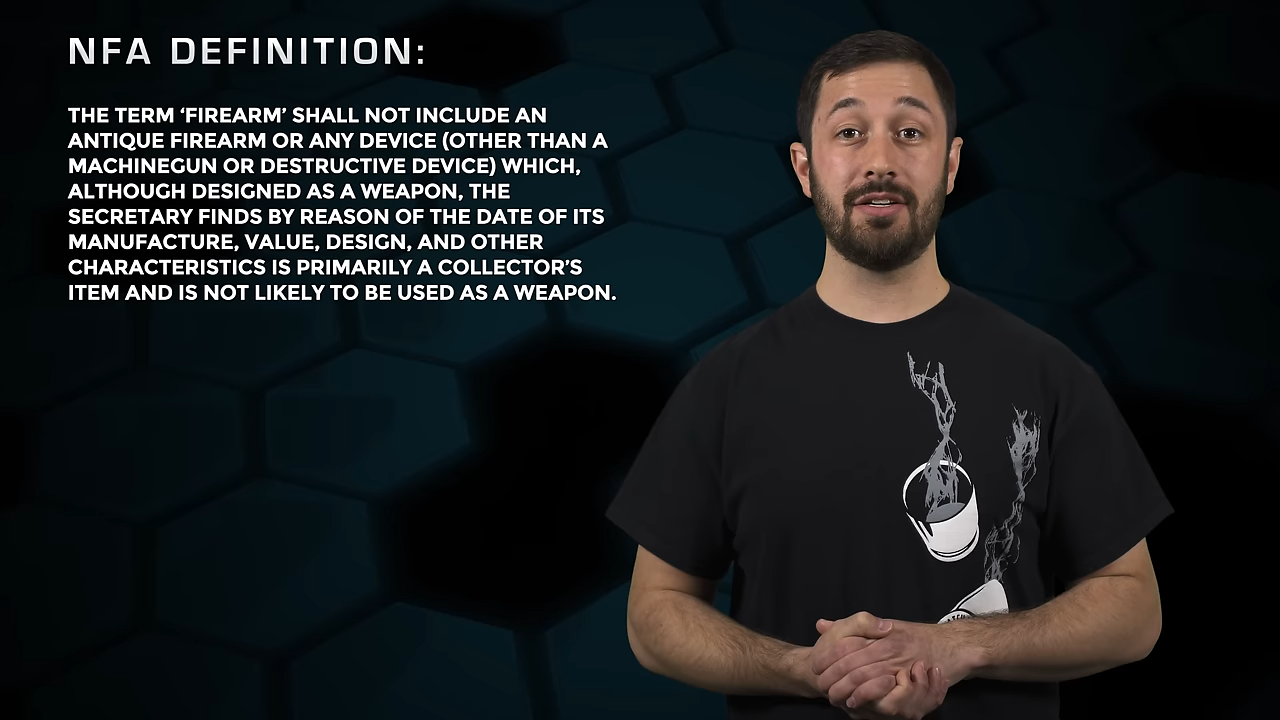 NFA DEFINITION:
THE TERM ‘FIREARM’ SHALL NOT INCLUDE AN
ANTIQUE FIREARM OR ANY DEVICE (OTHER THAN A
MACHINEGUN OR DESTRUCTIVE DEVICE) WHICH,
ALTHOUGH DESIGNED AS A WEAPON, THE
SECRETARY FINDS BY REASON OF THE DATE OF ITS
MANUFACTURE, VALUE, DESIGN, AND OTHER
CHARACTERISTICS IS PRIMARILY A COLLECTOR’S
ITEM AND IS NOT LIKELY TO BE USED AS A WEAPON.